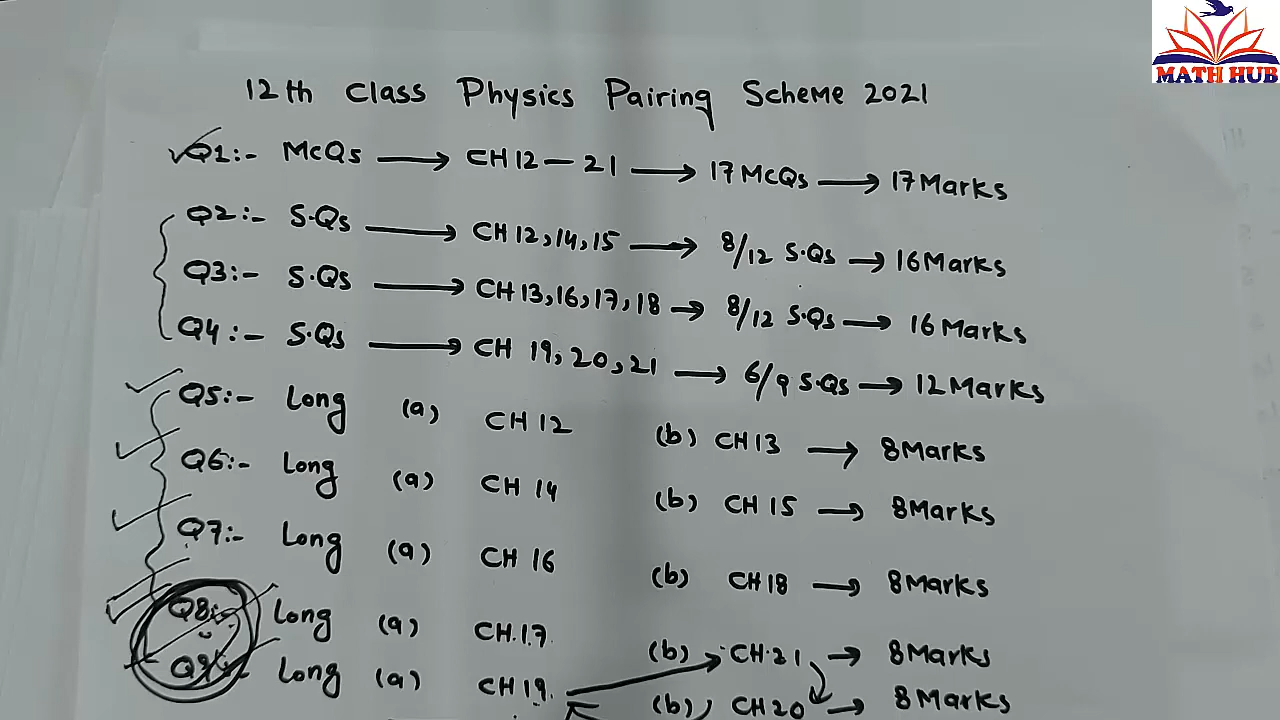 MATH HUB
12th Class Physics Pairing Scheme 2021
Q1:- McQs → CH 12 — 21 → 17 McQs → 17 Marks
Q2:- S.Qs → CH 12, 14, 15 → 8/12 S.Qs → 16 Marks
Q3:- S.Qs → CH 13, 16, 17, 18 → 8/12 S.Qs → 16 Marks
Q4:- S.Qs → CH 19, 20, 21 → 6/9 S.Qs → 12 Marks
Q5:- Long (a) CH 12 (b) CH 13 → 8 Marks
Q6:- Long (a) CH 14 (b) CH 15 → 8 Marks
Q7:- Long (a) CH 16 (b) CH 18 → 8 Marks
Q8:- Long (a) CH.17 (b) CH.21 → 8 Marks
Q9:- Long (a) CH 19. (b) CH 20 → 8 Marks